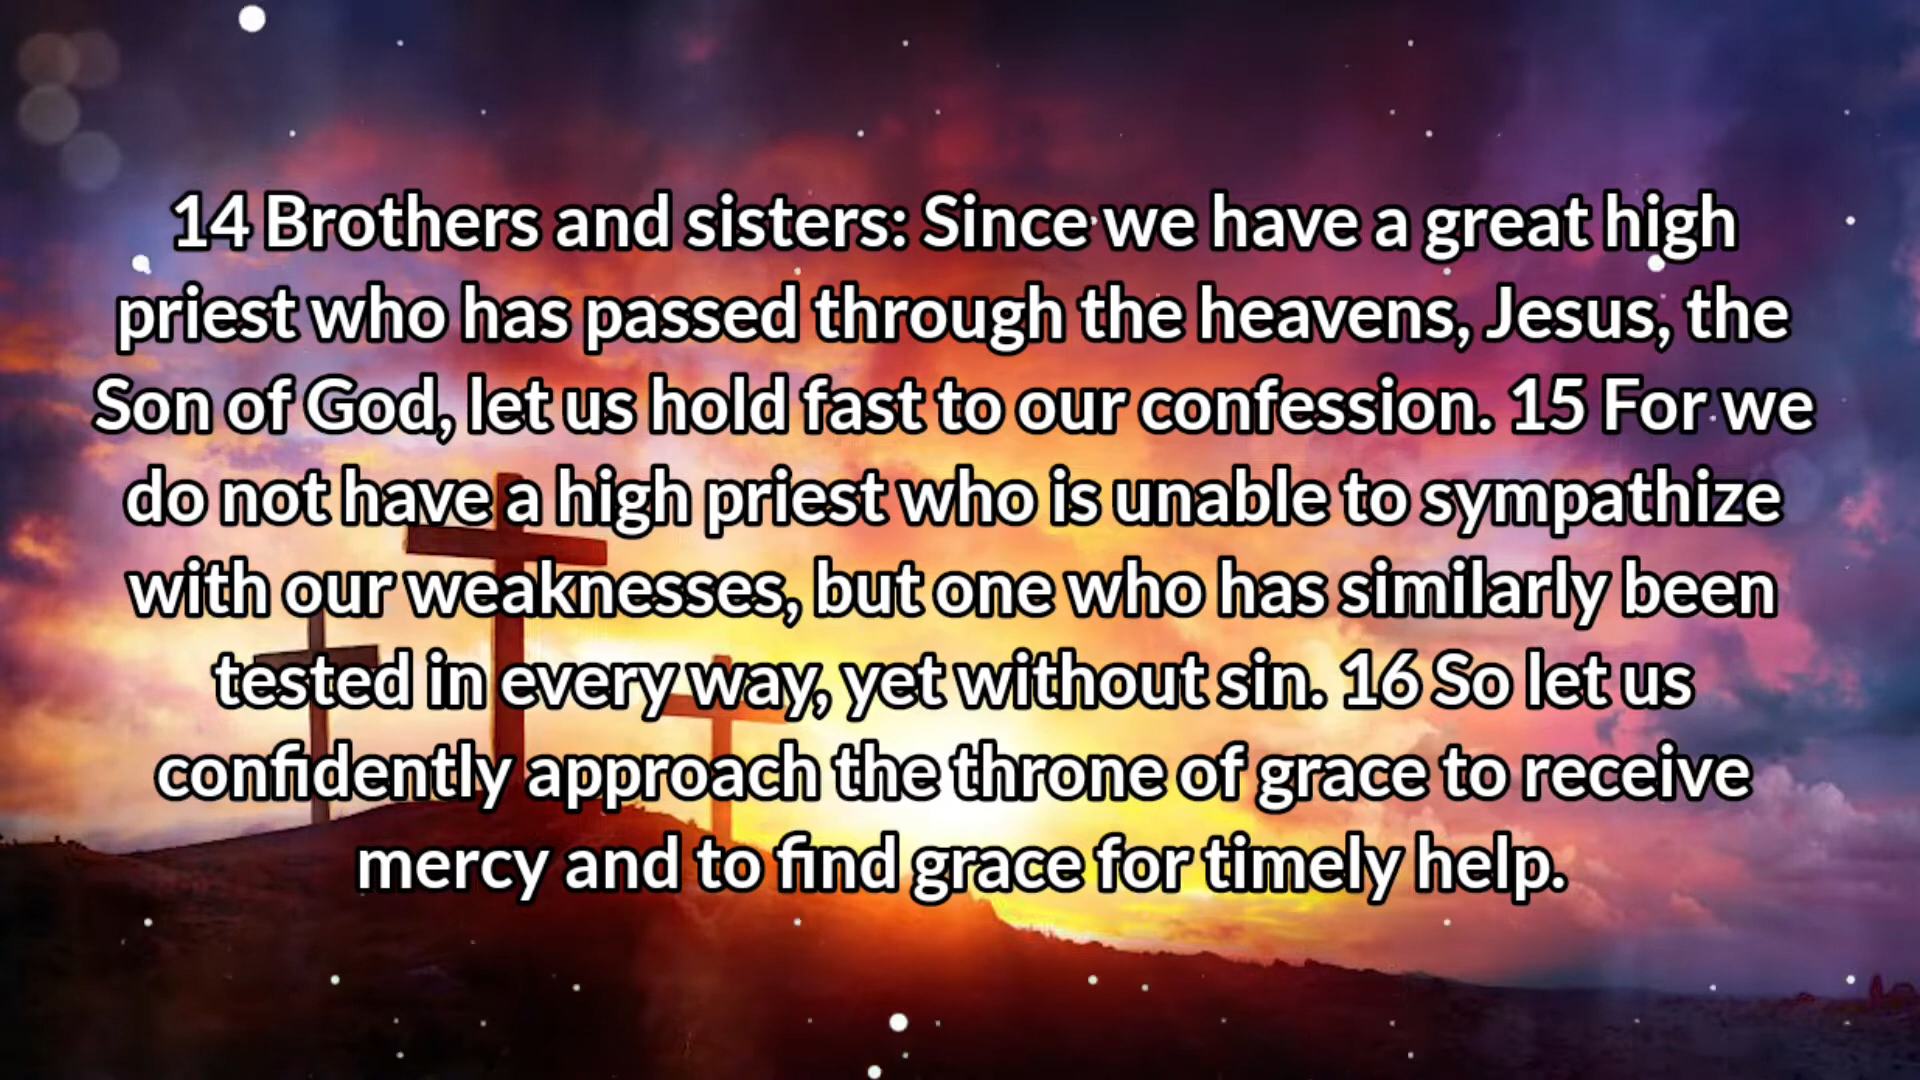 14 Brothers and sisters: Since we have a great high
priest who has passed through the heavens, Jesus, the
Son of God, let us hold fast to our confession. 15 For we
do not have a high priest who is unable to sympathize
with our weaknesses, but one who has similarly been
tested in every way, yet without sin. 16 So let us
confidently approach the throne of grace to receive
mercy and to find grace for timely help.